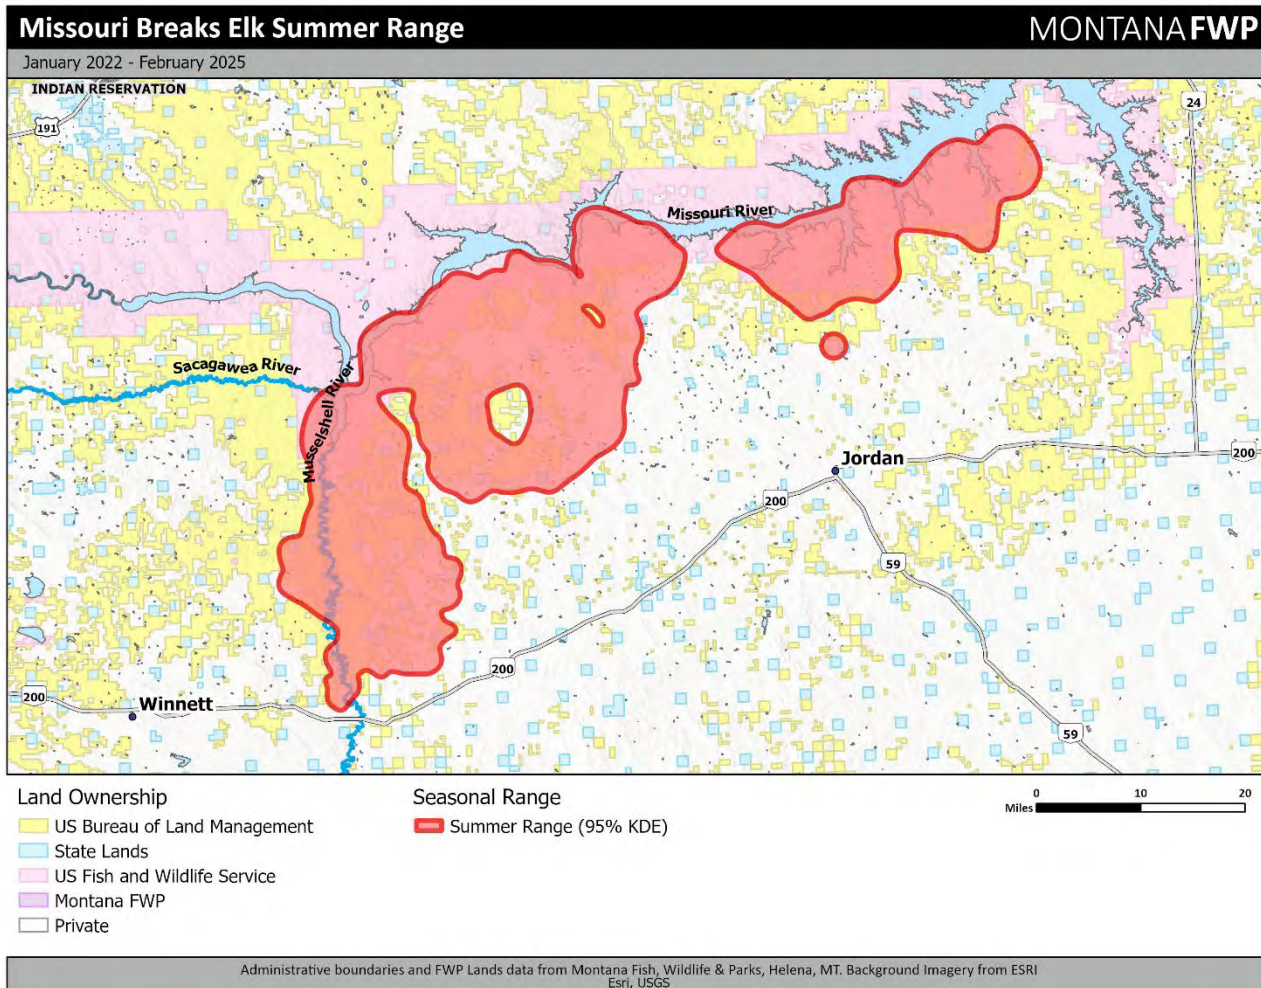 Missouri Breaks Elk Summer Range
MONTANA FWP
January 2022 - February 2025
INDIAN RESERVATION
191
24
Missouri River
Sacagawea River
Musselshell River
Jordan
200
200
59
200
200
Winnett
59
Land Ownership
US Bureau of Land Management
State Lands
US Fish and Wildlife Service
Montana FWP
Private
Seasonal Range
Summer Range (95% KDE)
0 10 20
Miles
Administrative boundaries and FWP Lands data from Montana Fish, Wildlife & Parks, Helena, MT. Background Imagery from ESRI
Esri, USGS